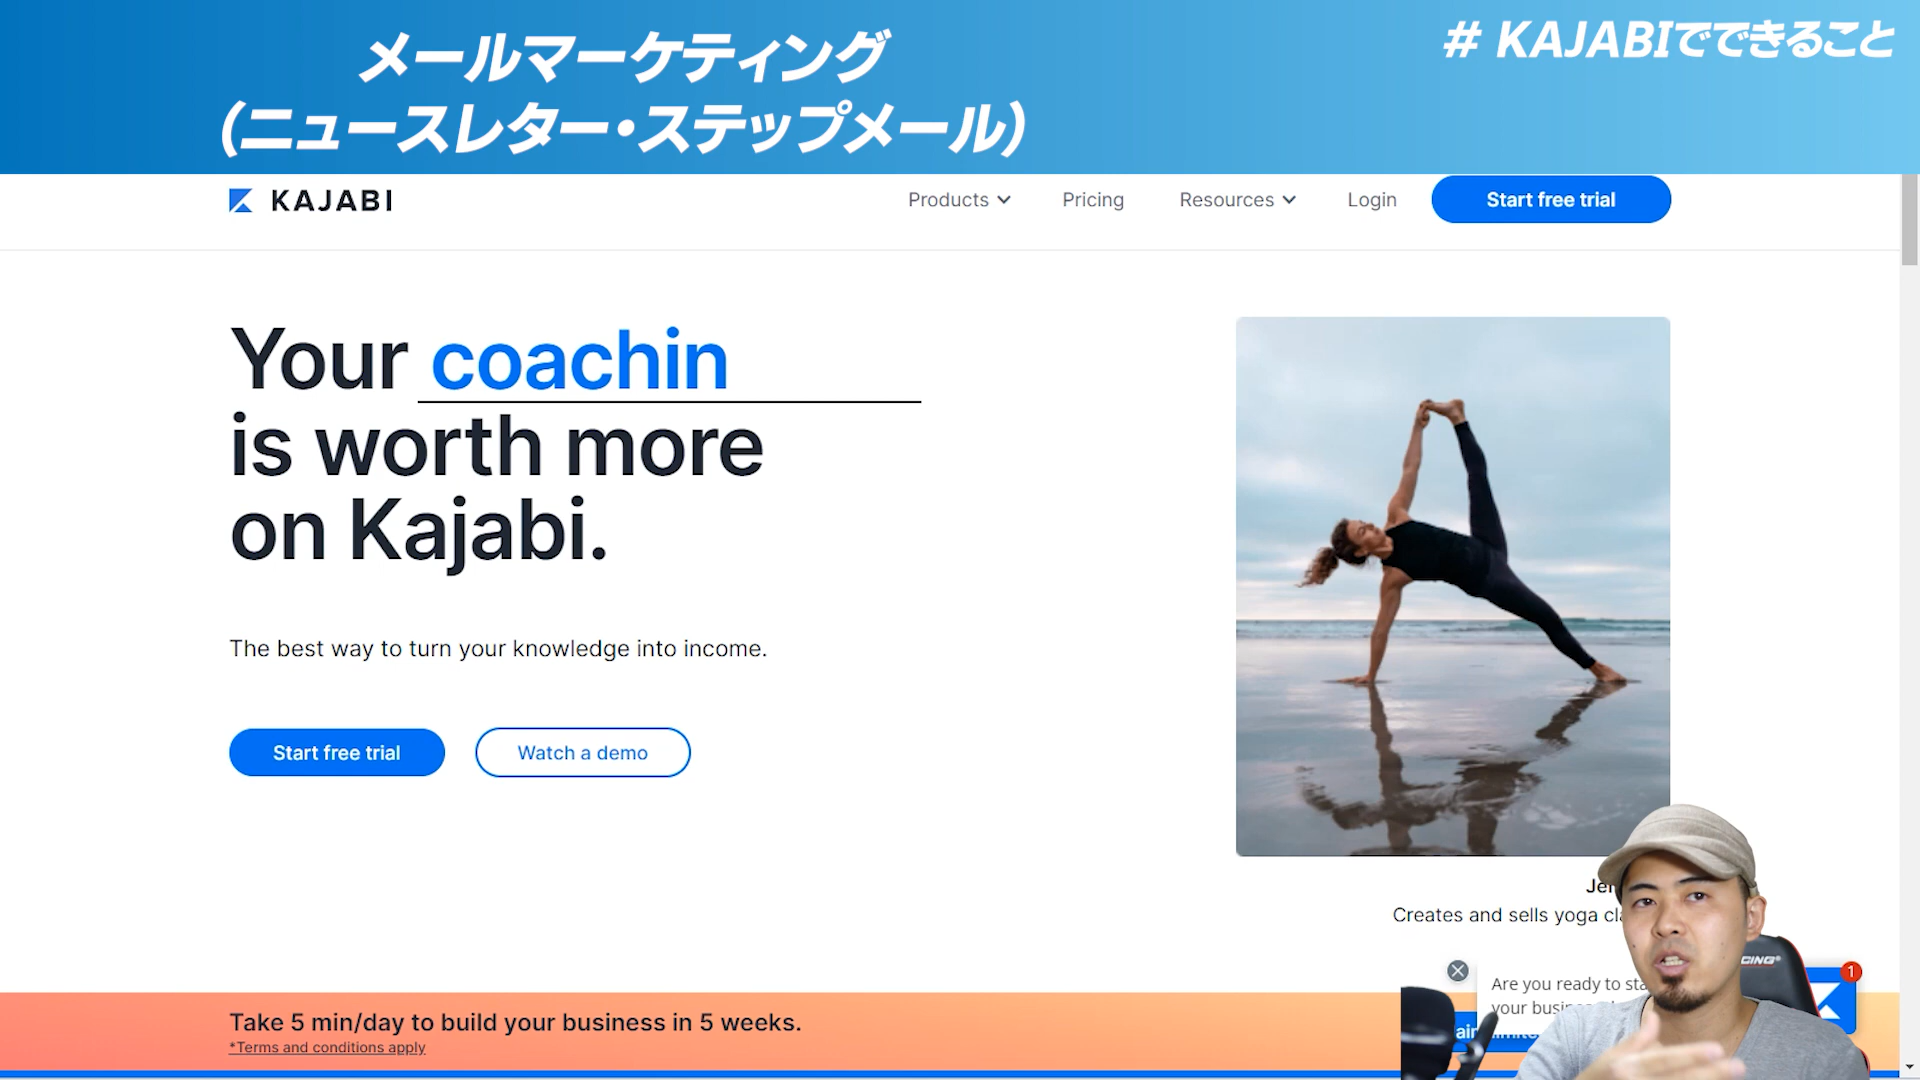 メールマーケティング
(ニュースレター・ステップメール)
# KAJABIでできること
KAJABI
Products
Pricing
Resources
Login
Start free trial
Your coachin
is worth more
on Kajabi.
The best way to turn your knowledge into income.
Start free trial
Watch a demo
Creates and sells yoga
Are you ready to
your
1
Take 5 min/day to build your business in 5 weeks.
*Terms and conditions apply